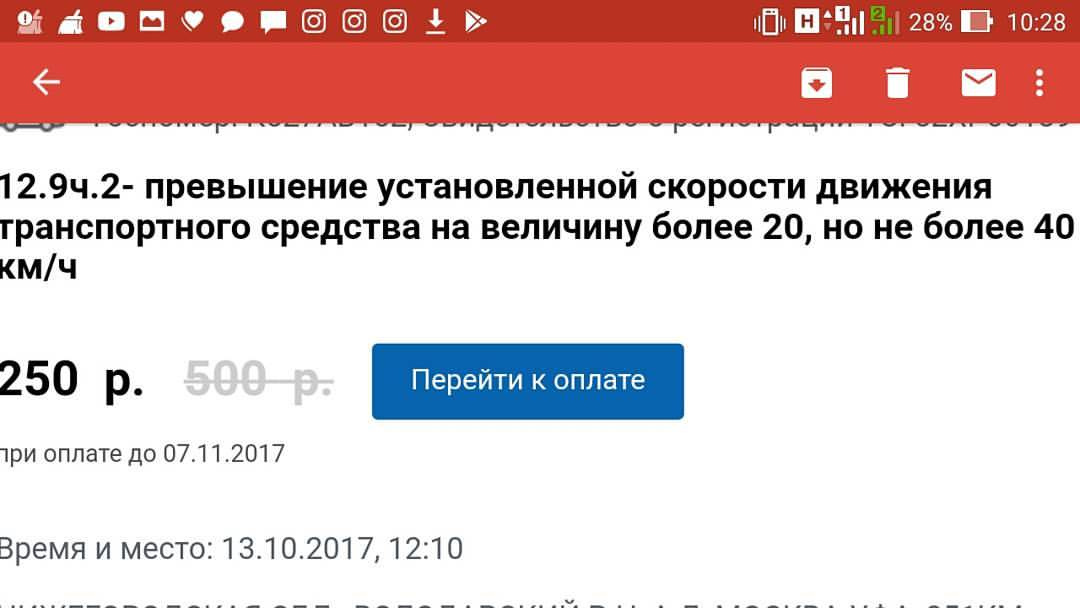 28% 10:28
12.9ч.2- превышение установленной скорости движения
транспортного средства на величину более 20, но не более 40
км/ч
250 р. 500 р. Перейти к оплате
при оплате до 07.11.2017
Время и место: 13.10.2017, 12:10